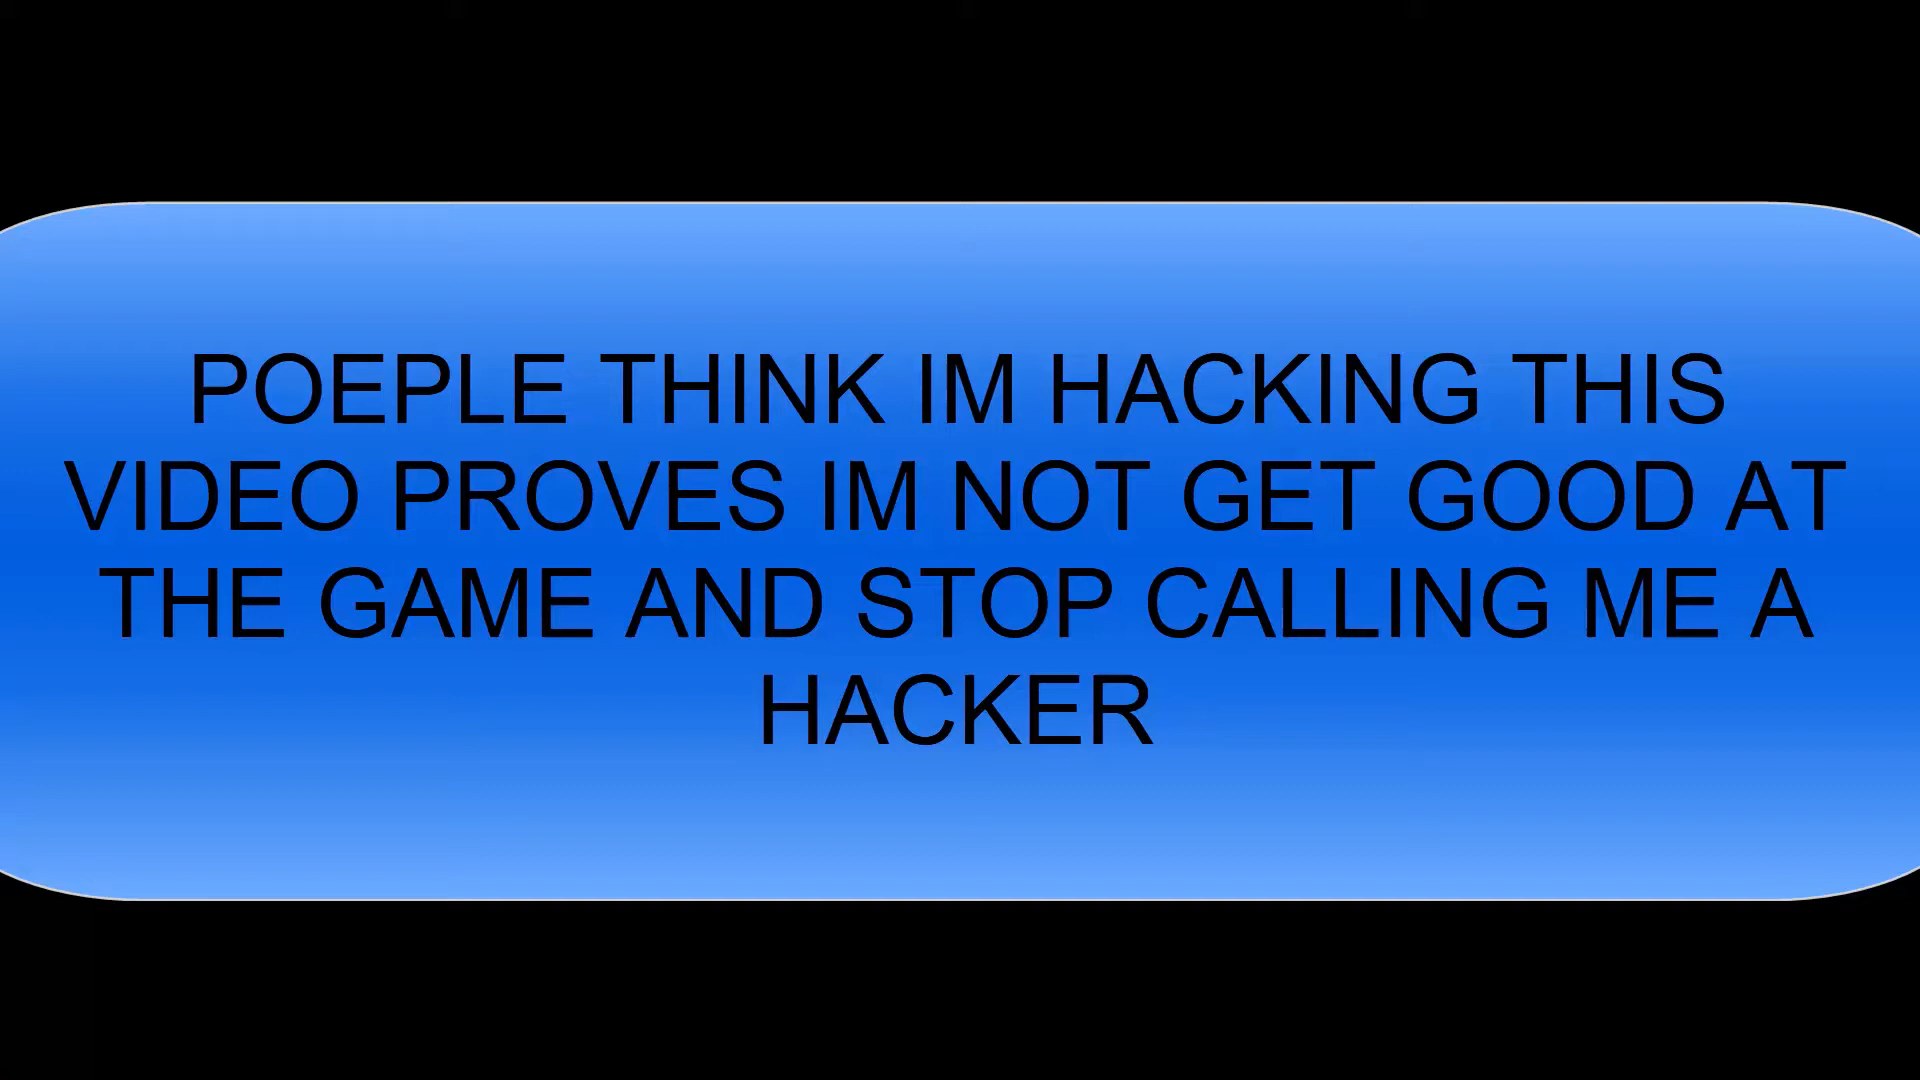 POEPLE THINK IM HACKING THIS
VIDEO PROVES IM NOT GET GOOD AT
THE GAME AND STOP CALLING ME A
HACKER